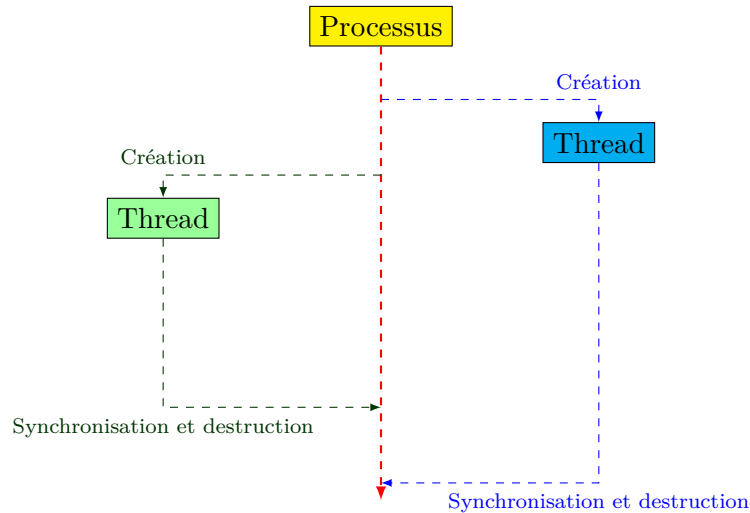 Processus
Création
Thread
Création
Thread
Synchronisation et destruction
Synchronisation et destruction